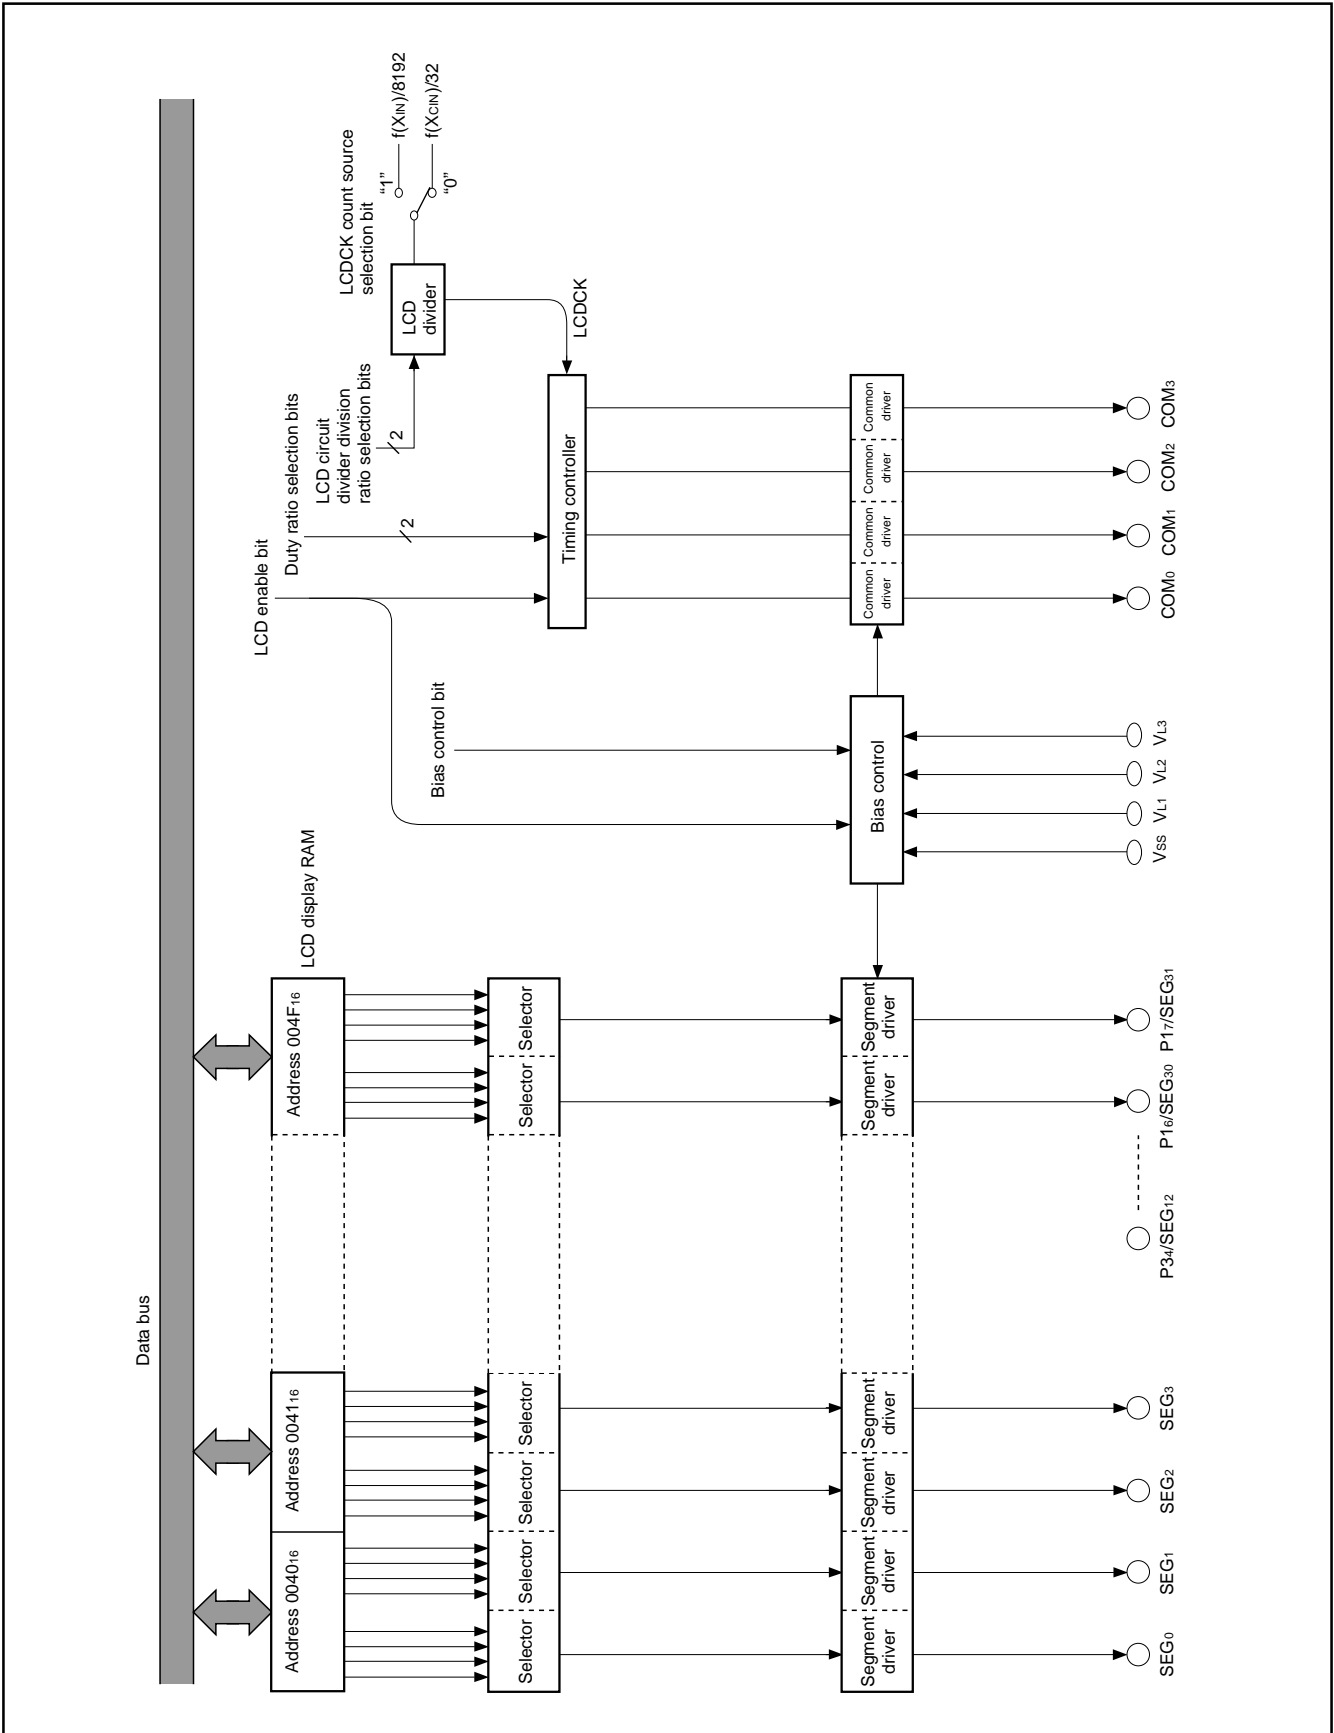 Data bus
LCD enable bit
Duty ratio selection bits
LCD circuit
divider division
ratio selection bits
2
2
LCDCK count source
selection bit
“1”
“0”
f(XIN)/8192
f(XCIN)/32
LCD
divider
LCDCK
Bias control bit
LCD display RAM
Address 004016
Address 004116
Address 004F16
Selector
Selector
Selector
Selector
Selector
Selector
Timing controller
Bias control
Segment
driver
Segment
driver
Segment
driver
Segment
driver
Segment
driver
Segment
driver
Common
driver
Common
driver
Common
driver
Common
driver
SEG0
SEG1
SEG2
SEG3
P34/SEG12
P16/SEG30
P17/SEG31
VSS
VL1
VL2
VL3
COM0
COM1
COM2
COM3